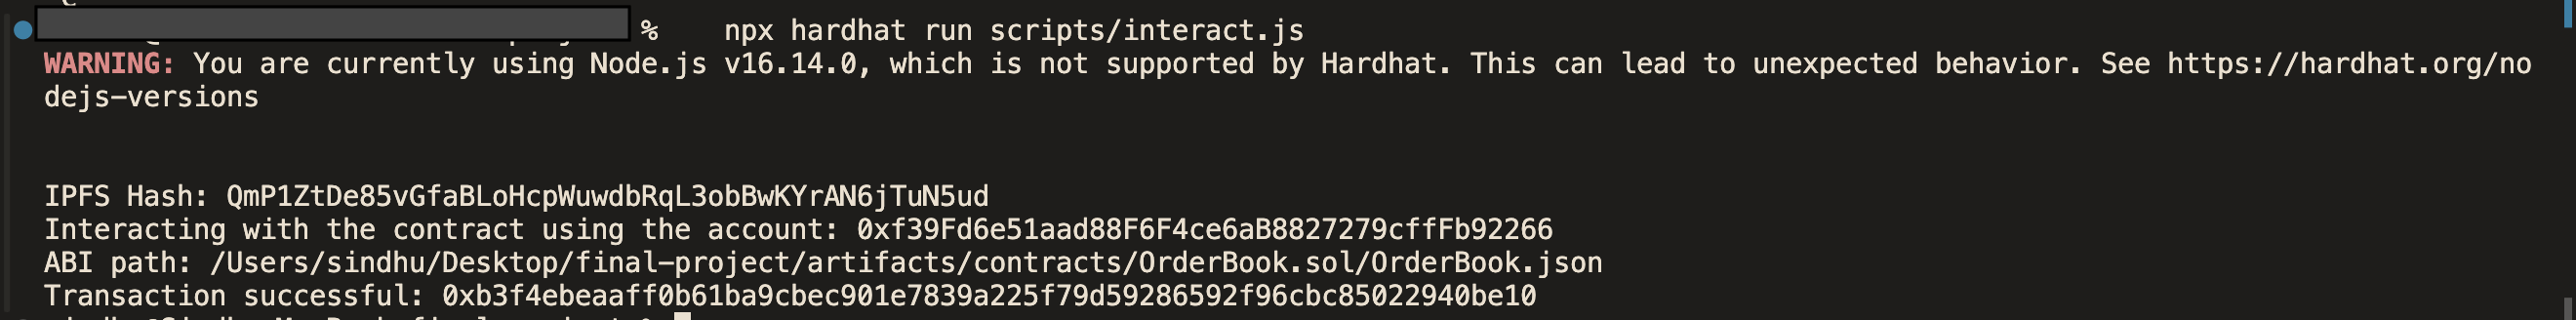 % npx hardhat run scripts/interact.js
WARNING: You are currently using Node.js v16.14.0, which is not supported by Hardhat. This can lead to unexpected behavior. See https://hardhat.org/no
dejs-versions
IPFS Hash: QmP1ZtDe85vGfaBLoHcpWuwdbRqL3obBwKYrAN6jTuN5ud
Interacting with the contract using the account: 0xf39Fd6e51aad88F6F4ce6aB8827279cffFb92266
ABI path: /Users/sindhu/Desktop/final-project/artifacts/contracts/OrderBook.sol/OrderBook.json
Transaction successful: 0xb3f4ebeaaff0b61ba9cbec901e7839a225f79d59286592f96cbc85022940be10